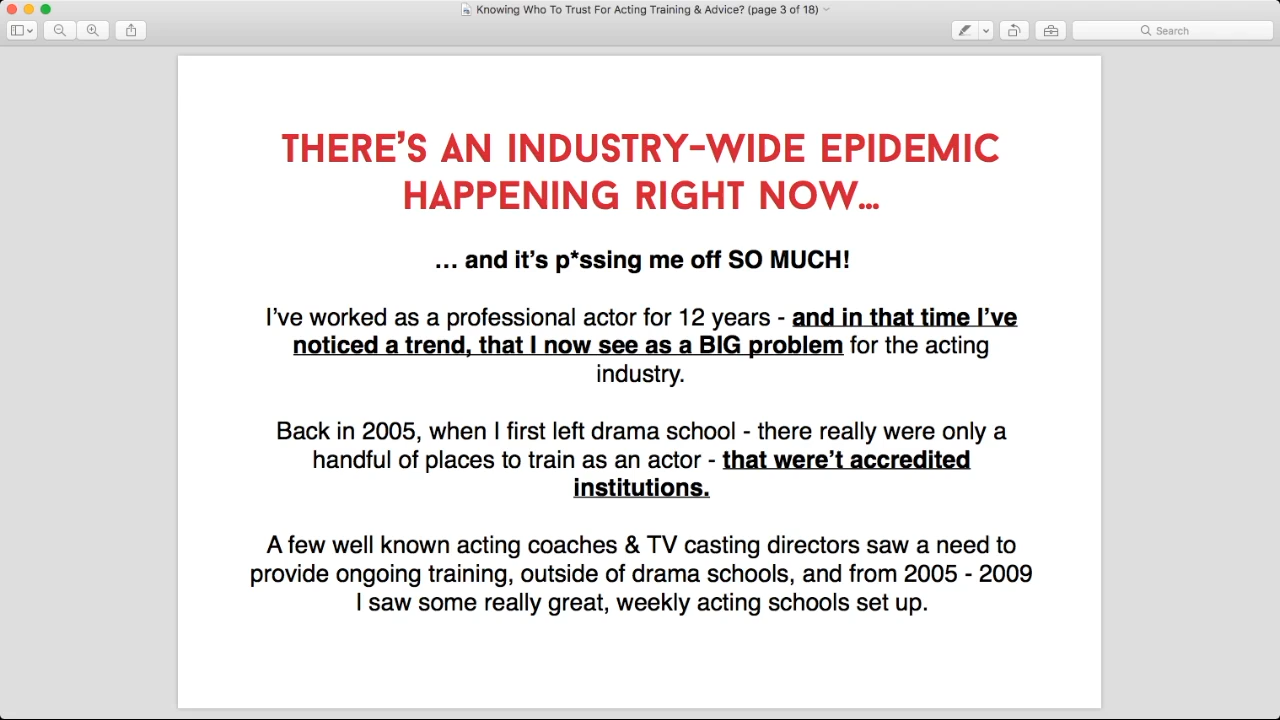 Knowing Who To Trust For Acting Training & Advice? (page 3 of 18)
Search
THERE'S AN INDUSTRY-WIDE EPIDEMIC
HAPPENING RIGHT NOW...
… and it's p*ssing me off SO MUCH!
I've worked as a professional actor for 12 years - and in that time I've
noticed a trend, that I now see as a BIG problem for the acting
industry.
Back in 2005, when I first left drama school - there really were only a
handful of places to train as an actor - that were't accredited
institutions.
A few well known acting coaches & TV casting directors saw a need to
provide ongoing training, outside of drama schools, and from 2005 - 2009
I saw some really great, weekly acting schools set up.